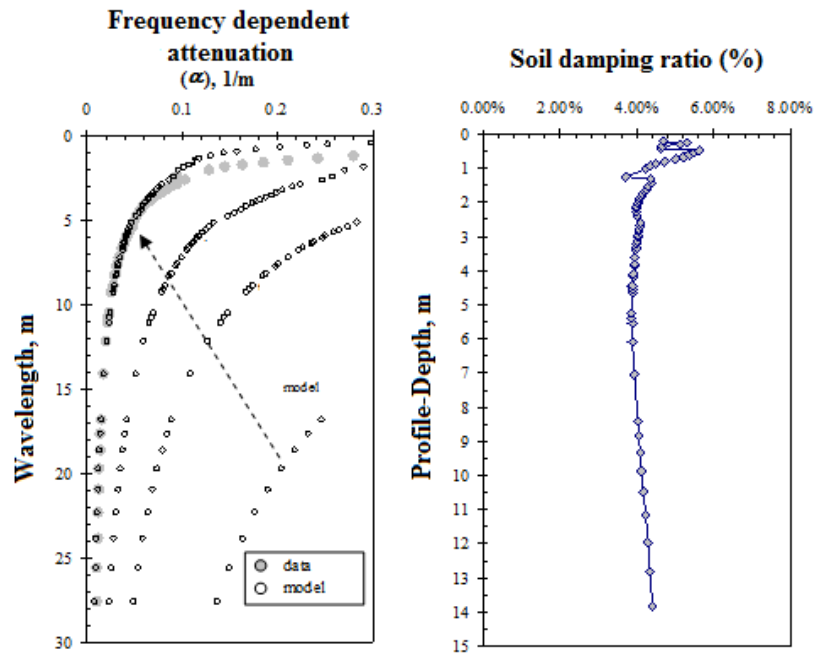 Frequency dependent
attenuation
(α), 1/m
0 0.1 0.2 0.3
0
5
10
15
20
25
30
Wavelength, m
model
data
model
Soil damping ratio (%)
0.00% 2.00% 4.00% 6.00% 8.00%
0
1
2
3
4
5
6
7
8
9
10
11
12
13
14
15
Profile-Depth, m